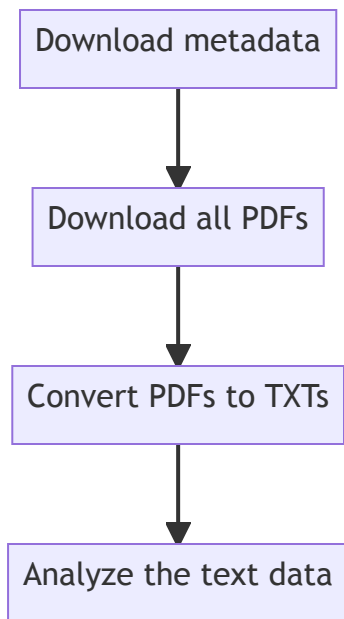 Download metadata
Download all PDFs
Convert PDFs to TXTs
Analyze the text data